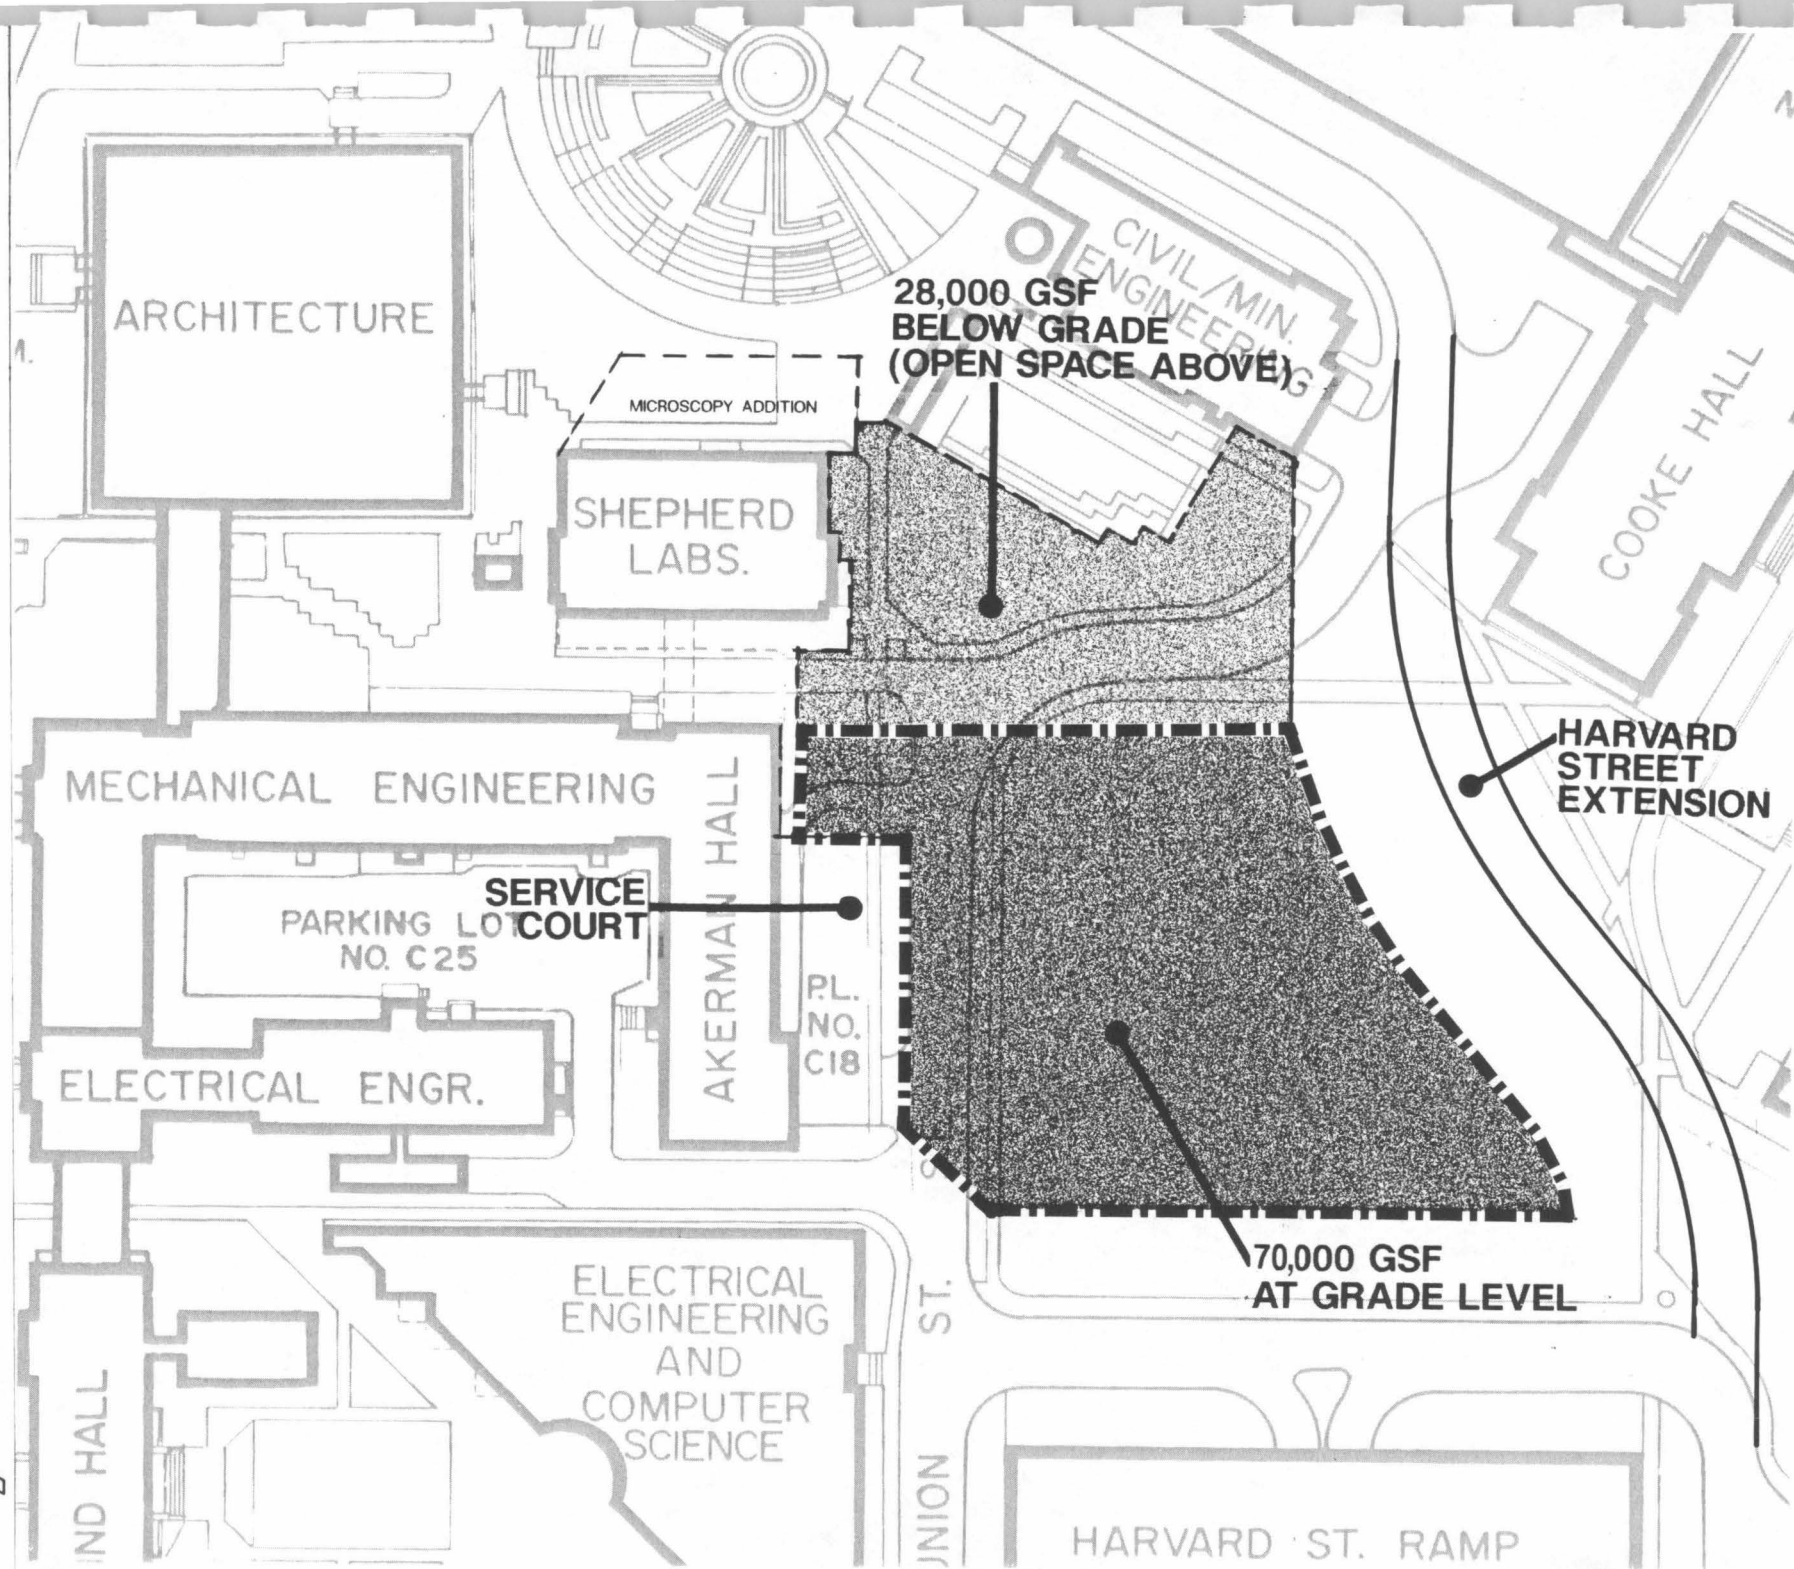 ARCHITECTURE
CIVIL/MIN.
ENGINEERING
28,000 GSF
BELOW GRADE
(OPEN SPACE ABOVE)
MICROSCOPY ADDITION
COOKE HALL
SHEPHERD
LABS.
HARVARD
STREET
EXTENSION
MECHANICAL ENGINEERING
AKERMAN HALL
SERVICE
COURT
PARKING LOT
NO. C25
P.L.
NO.
C18
ELECTRICAL ENGR.
70,000 GSF
AT GRADE LEVEL
ELECTRICAL
ENGINEERING
AND
COMPUTER
SCIENCE
ST.
UNION
IND HALL
HARVARD ST. RAMP